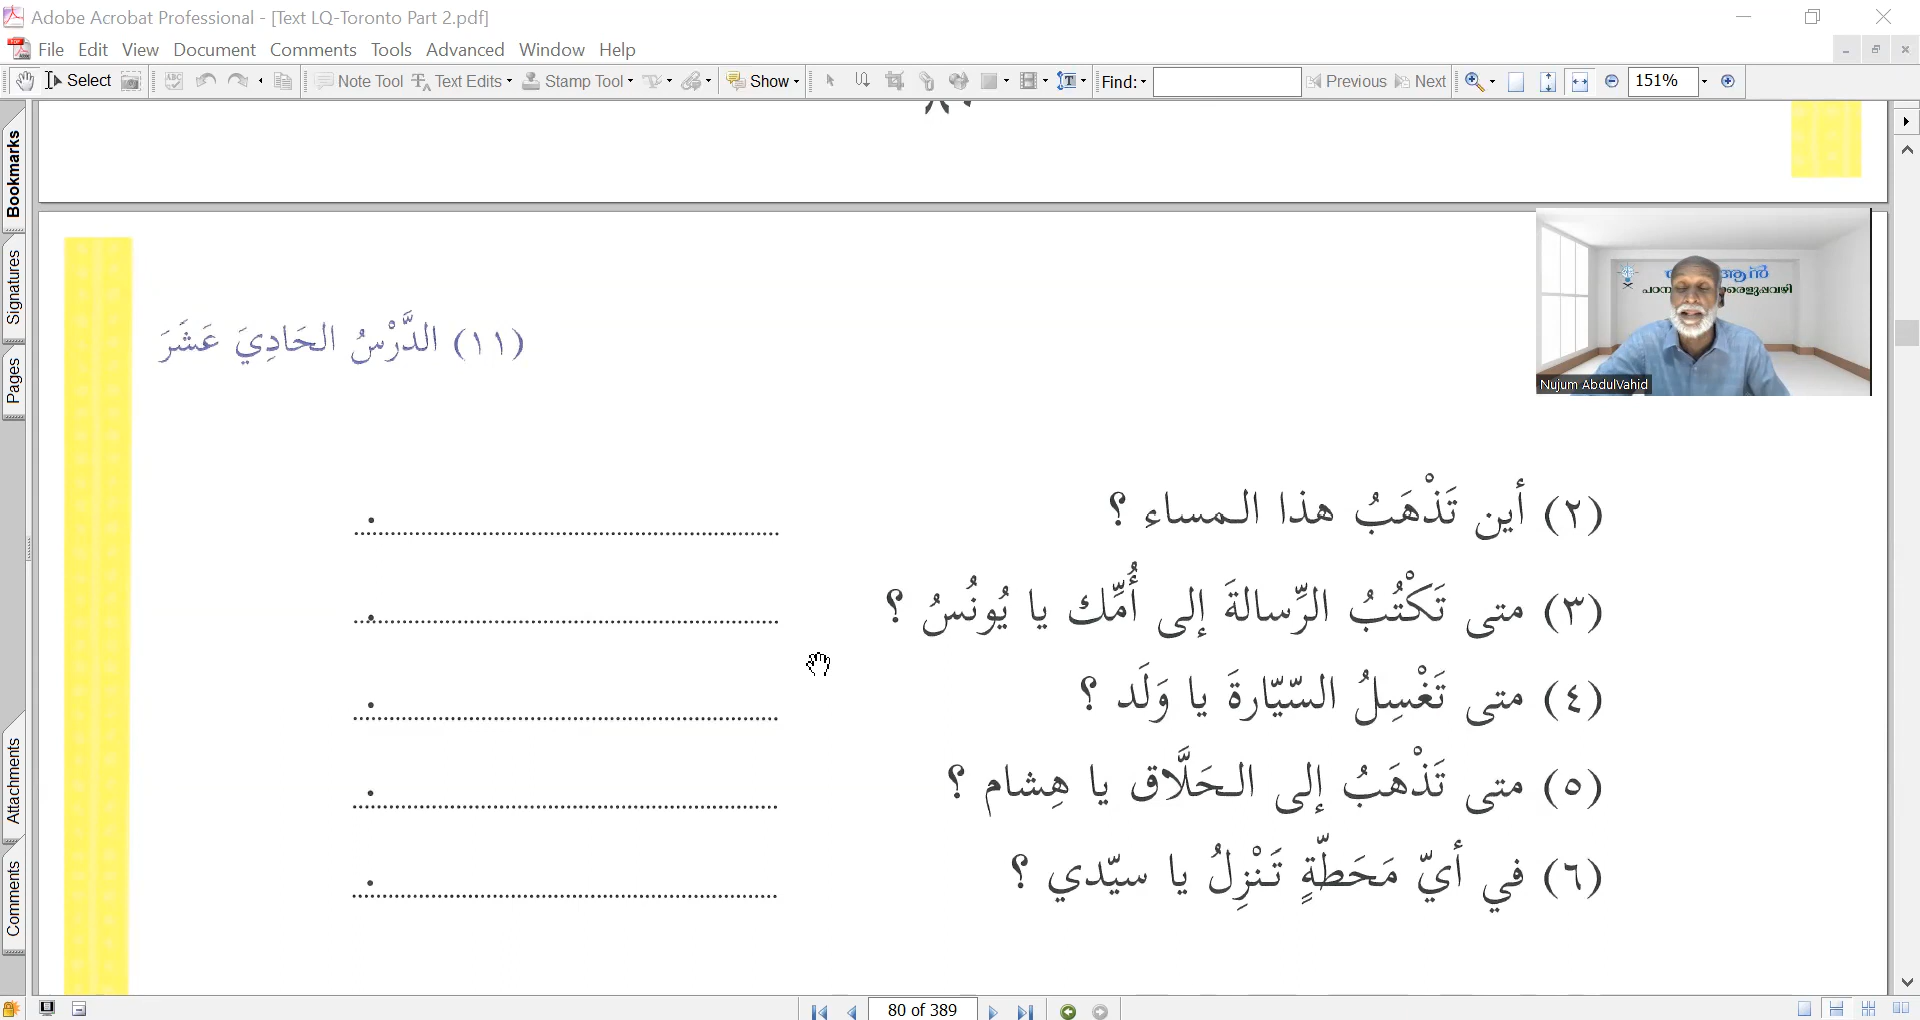 Adobe Acrobat Professional - [Text LQ-Toronto Part 2.pdf]
File Edit View Document Comments Tools Advanced Window Help
Select Note Tool Text Edits Stamp Tool Show Find: Previous Next 151%
Bookmarks
Signatures
Pages
Attachments
Comments
(١١) الدَّرْسُ الحَادِيَ عَشَرَ
Nujum AbdulVahid
(٢) أين تَذْهَبُ هذا الـمساءِ ؟ .
(٣) متى تَكْتُبُ الرِّسالةَ إلى أُمِّك يا يُونُسُ ؟ .
(٤) متى تَغْسِلُ السّيّارةَ يا وَلَد ؟ .
(٥) متى تَذْهَبُ إلى الـحَلَّاق يا هِشام ؟ .
(٦) في أيّ مَحَطّةٍ تَنْزِلُ يا سيّدي ؟ .
80 of 389